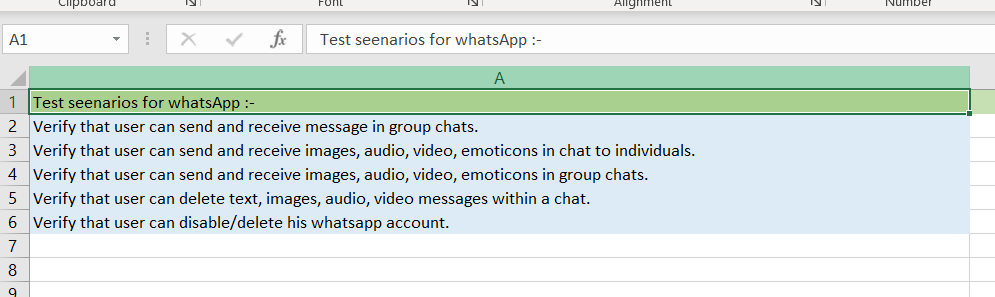 Clipboard Font Alignment Number
A1 fx Test seenarios for whatsApp :-
A
1 Test seenarios for whatsApp :-
2 Verify that user can send and receive message in group chats.
3 Verify that user can send and receive images, audio, video, emoticons in chat to individuals.
4 Verify that user can send and receive images, audio, video, emoticons in group chats.
5 Verify that user can delete text, images, audio, video messages within a chat.
6 Verify that user can disable/delete his whatsapp account.
7
8
9